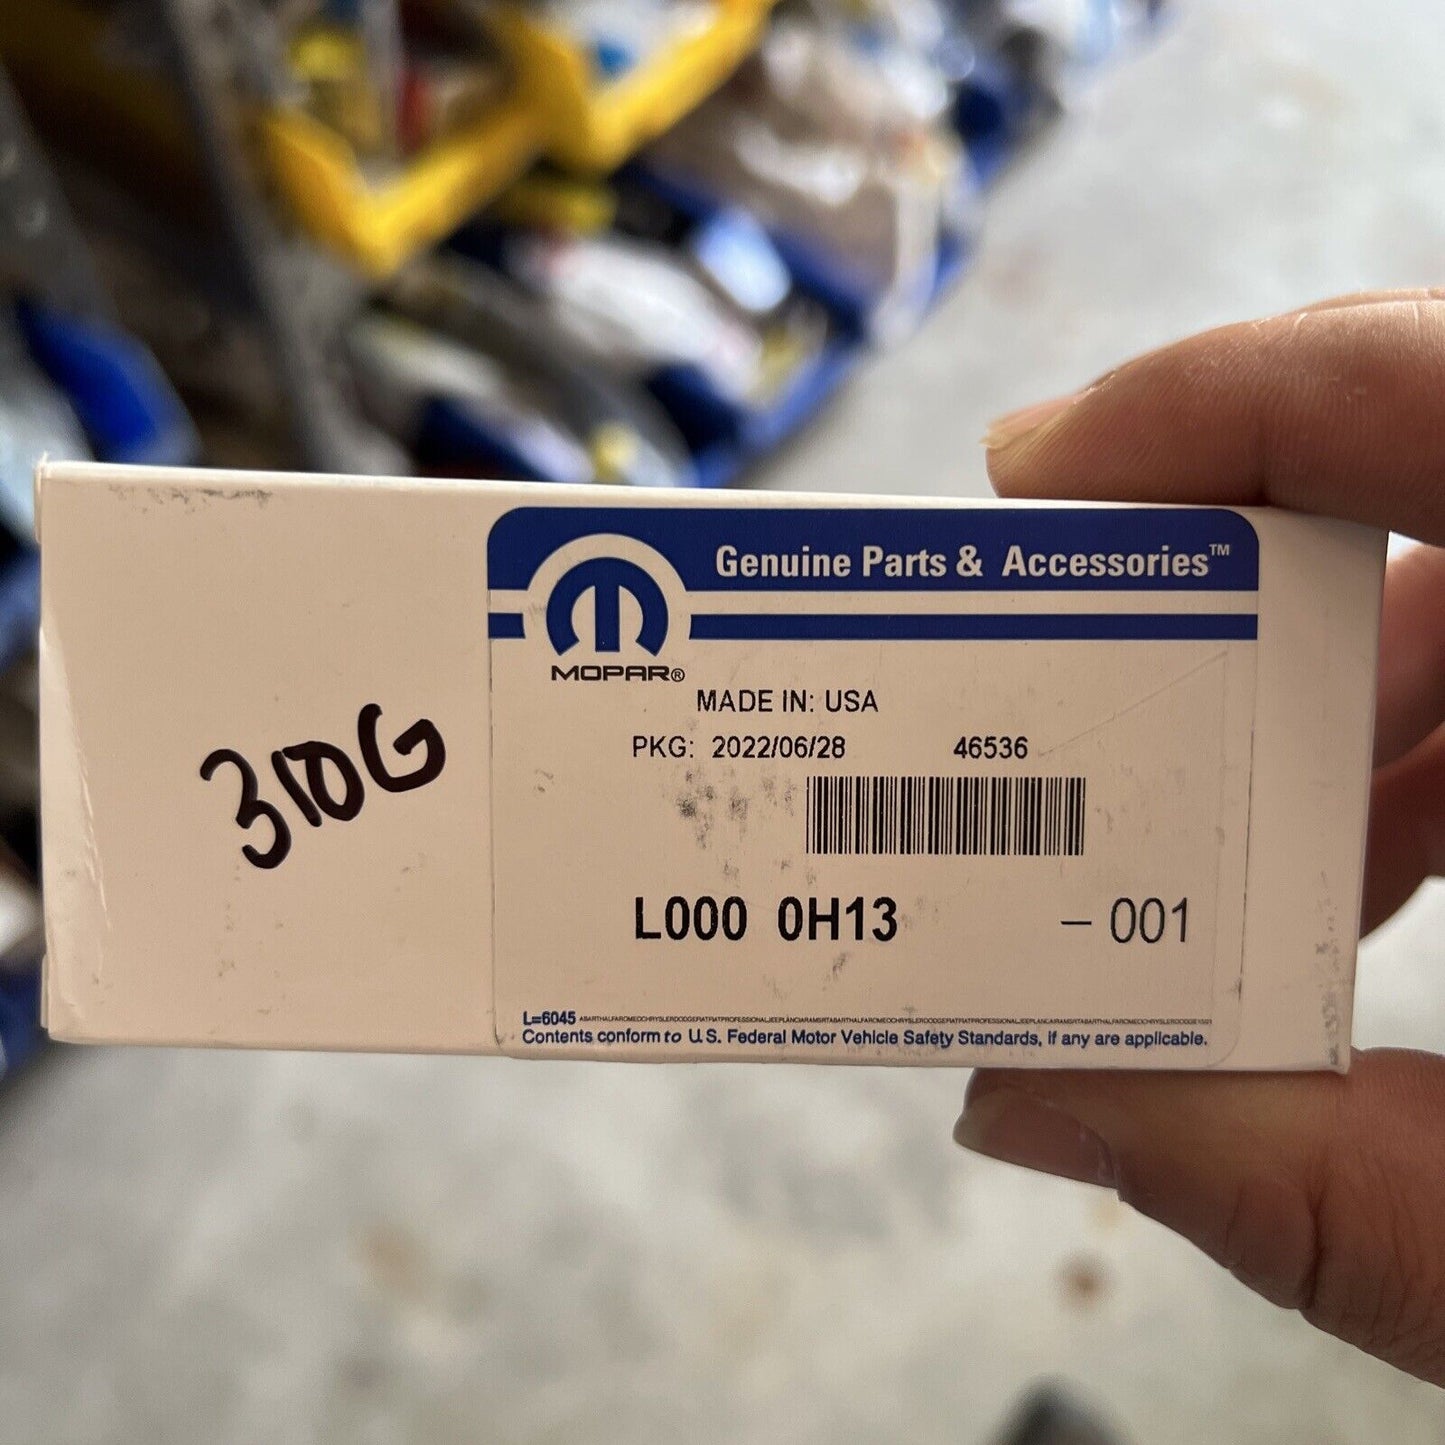 Genuine Parts & Accessories™
MOPAR®
MADE IN: USA
PKG: 2022/06/28 46536
310G
L000 0H13 – 001
L=6045
Contents conform to U.S. Federal Motor Vehicle Safety Standards, if any are applicable.